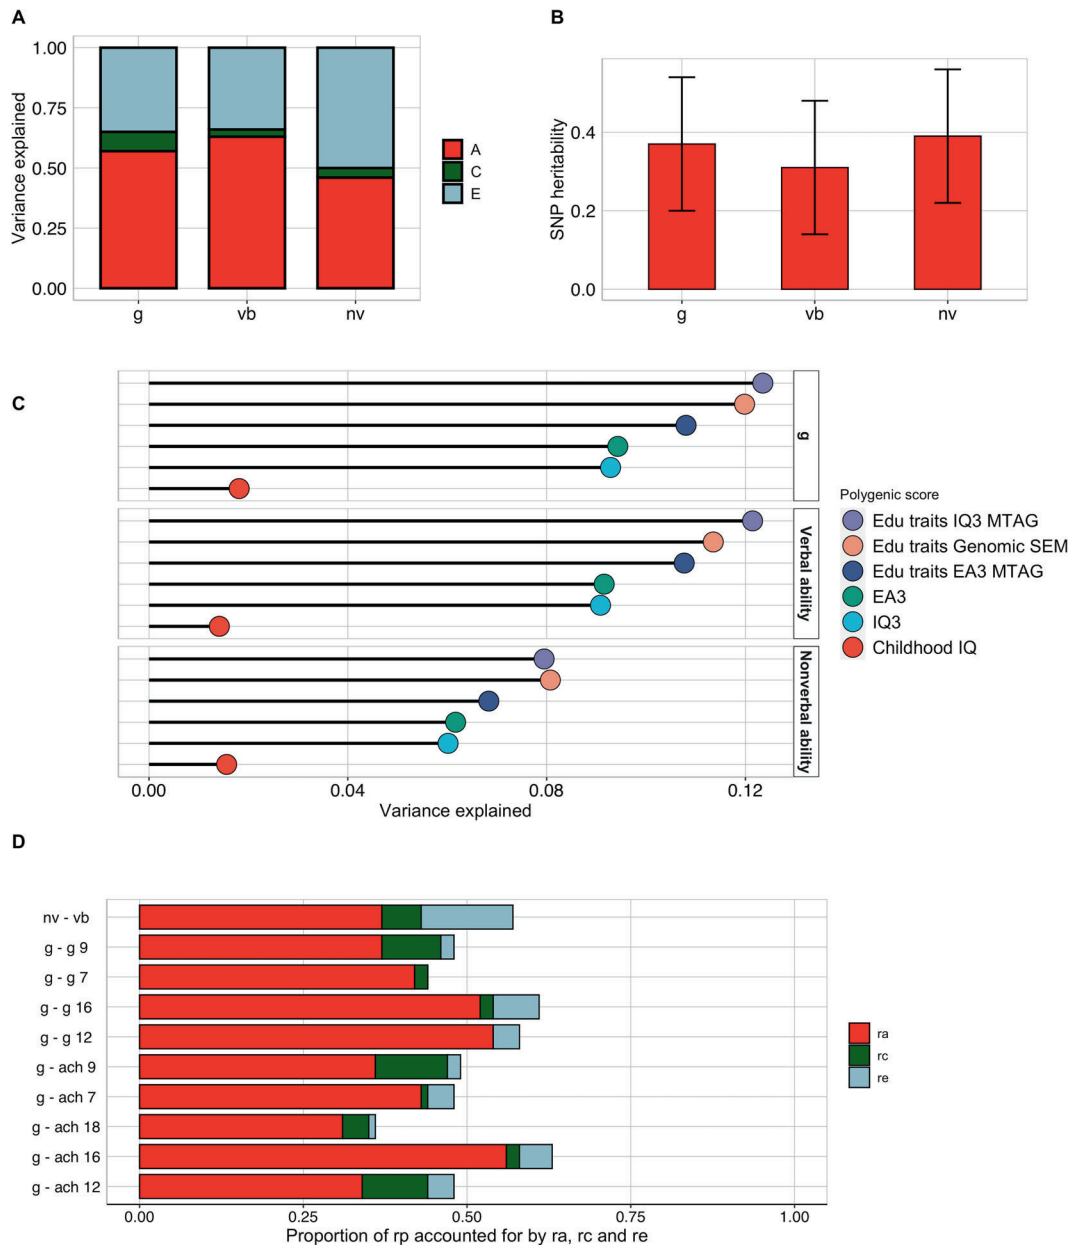 A
Variance explained
1.00
0.75
0.50
0.25
0.00
g
vb
nv
A
C
E
B
SNP heritability
0.4
0.2
0.0
g
vb
nv
C
g
Verbal ability
Nonverbal ability
0.00
0.04
0.08
0.12
Variance explained
Polygenic score
Edu traits IQ3 MTAG
Edu traits Genomic SEM
Edu traits EA3 MTAG
EA3
IQ3
Childhood IQ
D
nv - vb
g - g 9
g - g 7
g - g 16
g - g 12
g - ach 9
g - ach 7
g - ach 18
g - ach 16
g - ach 12
0.00
0.25
0.50
0.75
1.00
Proportion of rp accounted for by ra, rc and re
ra
rc
re